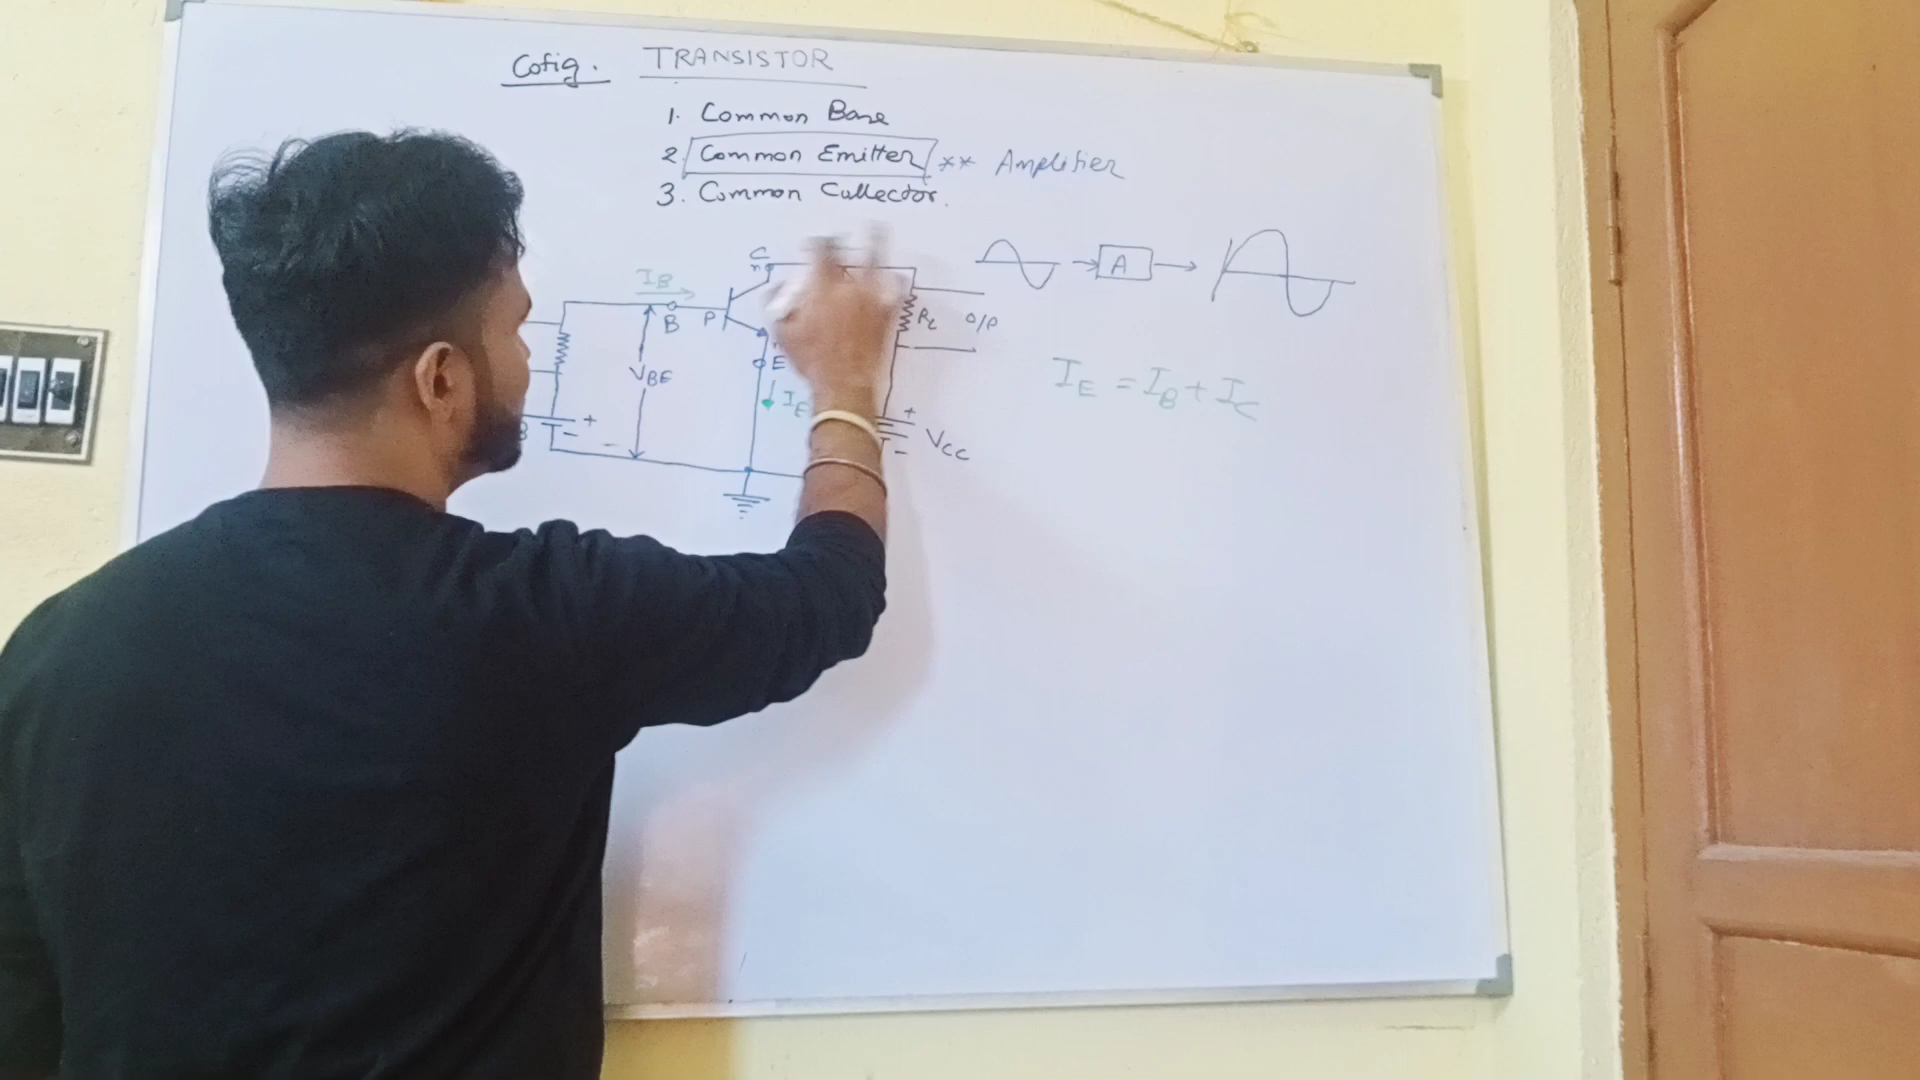 Cofig. TRANSISTOR
1. Common Base
2. Common Emitter ** Amplifier
3. Common Collector.
C
n
IB
B
P
E
IE
VBE
+
-
-
RL
O/P
+
-
VCC
A
IE = IB + IC